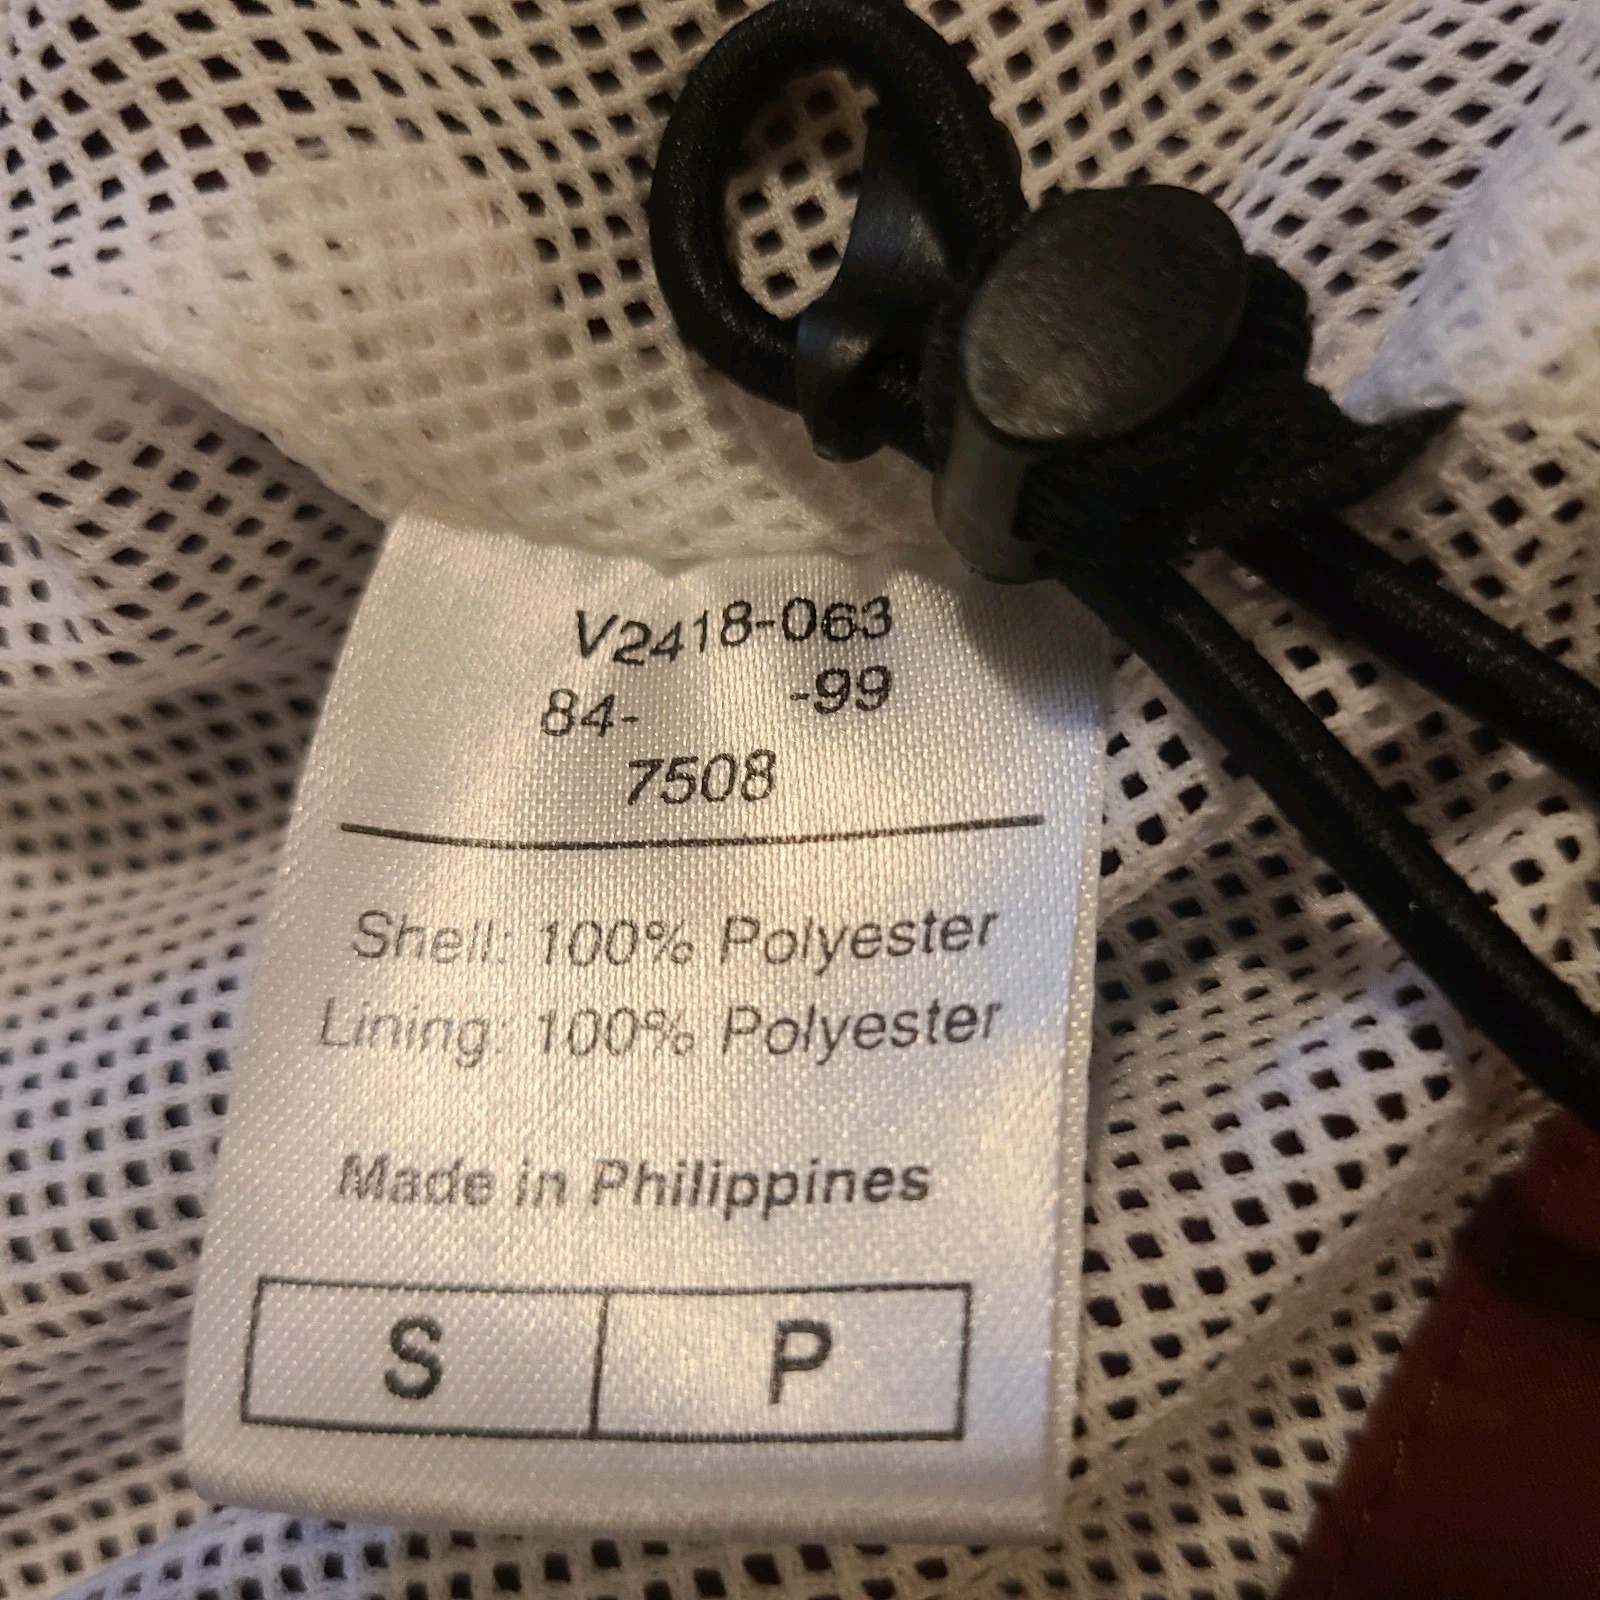 V2418-063
84- -99
7508
Shell: 100% Polyester
Lining: 100% Polyester
Made in Philippines
S P